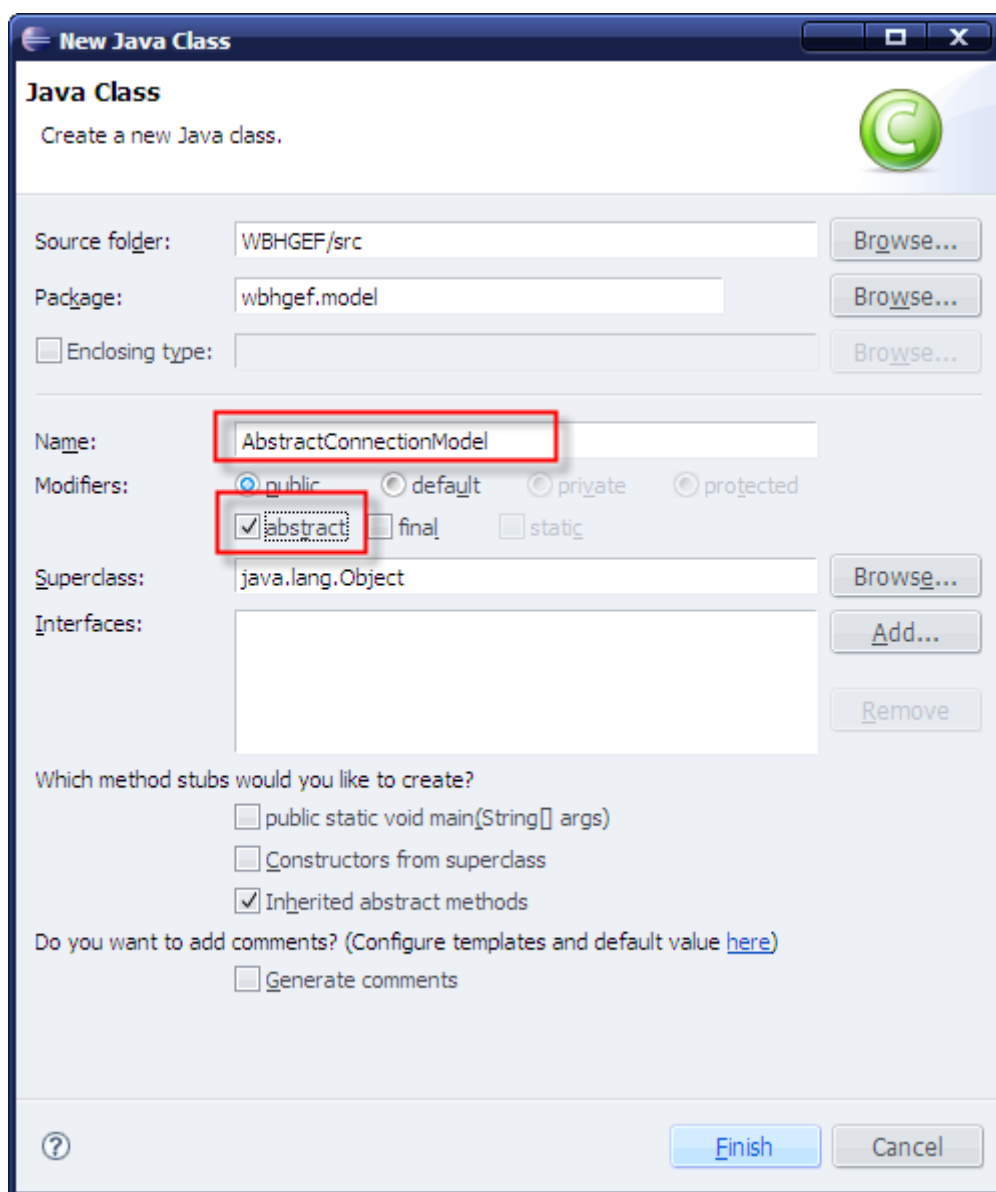 New Java Class
Java Class
Create a new Java class.
Source folder: WBHGEF/src Browse...
Package: wbhgef.model Browse...
Enclosing type: Browse...
Name: AbstractConnectionModel
Modifiers: public default private protected
abstract final static
Superclass: java.lang.Object Browse...
Interfaces: Add...
Remove
Which method stubs would you like to create?
public static void main(String[] args)
Constructors from superclass
Inherited abstract methods
Do you want to add comments? (Configure templates and default value here)
Generate comments
Finish Cancel